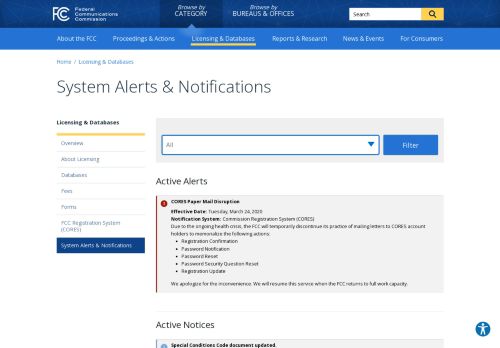 FCC Federal Communications Commission
Browse by CATEGORY
Browse by BUREAUS & OFFICES
Search
About the FCC Proceedings & Actions Licensing & Databases Reports & Research News & Events For Consumers
Home / Licensing & Databases
System Alerts & Notifications
Licensing & Databases
Overview
About Licensing
Databases
Fees
Forms
FCC Registration System
(CORES)
System Alerts & Notifications
All
Filter
Active Alerts
CORES Paper Mail Disruption
Effective Date: Tuesday, March 24, 2020
Notification System: Commission Registration System (CORES)
Due to the ongoing health crisis, the FCC will temporarily discontinue its practice of mailing letters to CORES account
holders to memorialize the following actions:
• Registration Confirmation
• Password Notification
• Password Reset
• Password Security Question Reset
• Registration Update
We apologize for the inconvenience. We will resume this service when the FCC returns to full work capacity.
Active Notices
Special Conditions Code document updated.